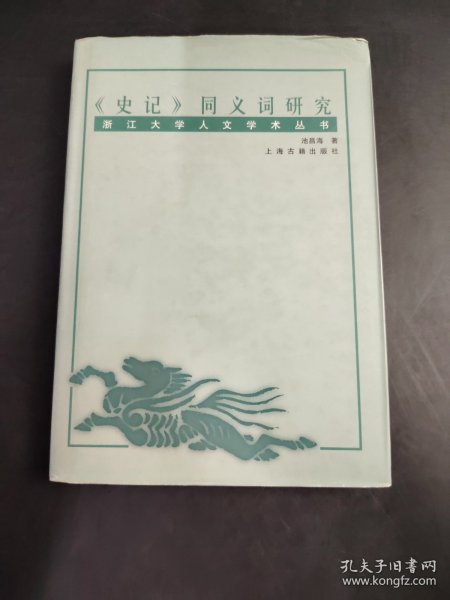 《史记》同义词研究
浙江大学人文学术丛书
池昌海 著
上海古籍出版社
孔夫子旧书网
www.kongfz.com